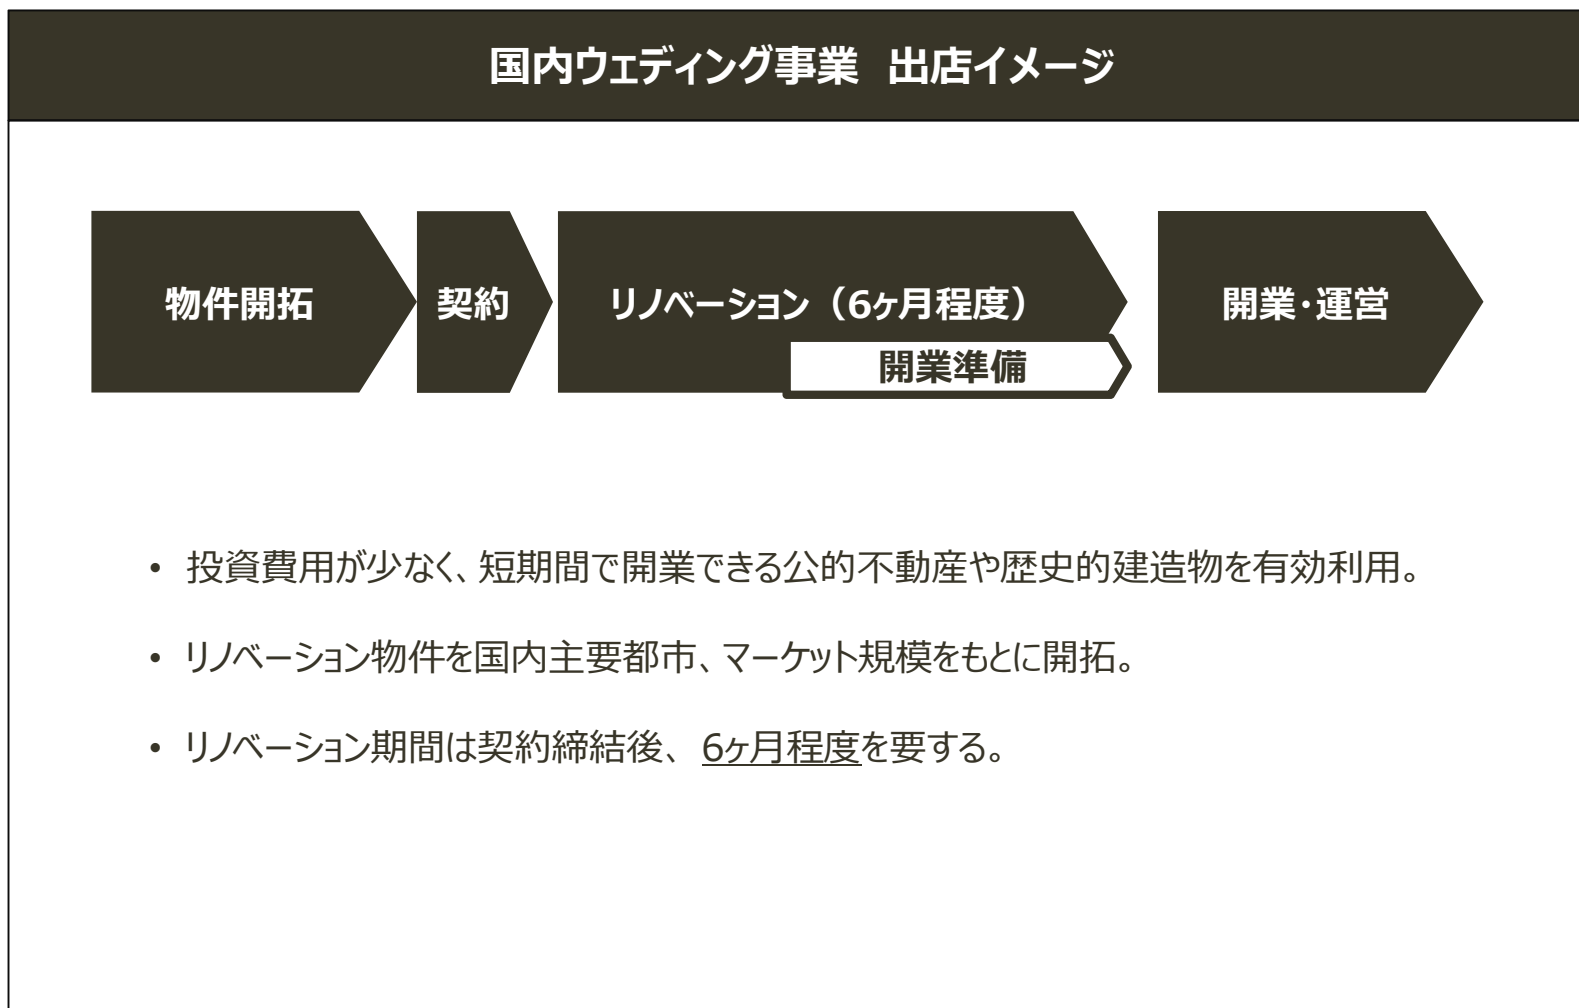 国内ウェディング事業 出店イメージ
物件開拓
契約
リノベーション（6ヶ月程度）
開業準備
開業・運営
• 投資費用が少なく、短期間で開業できる公的不動産や歴史的建造物を有効利用。
• リノベーション物件を国内主要都市、マーケット規模をもとに開拓。
• リノベーション期間は契約締結後、 6ヶ月程度を要する。